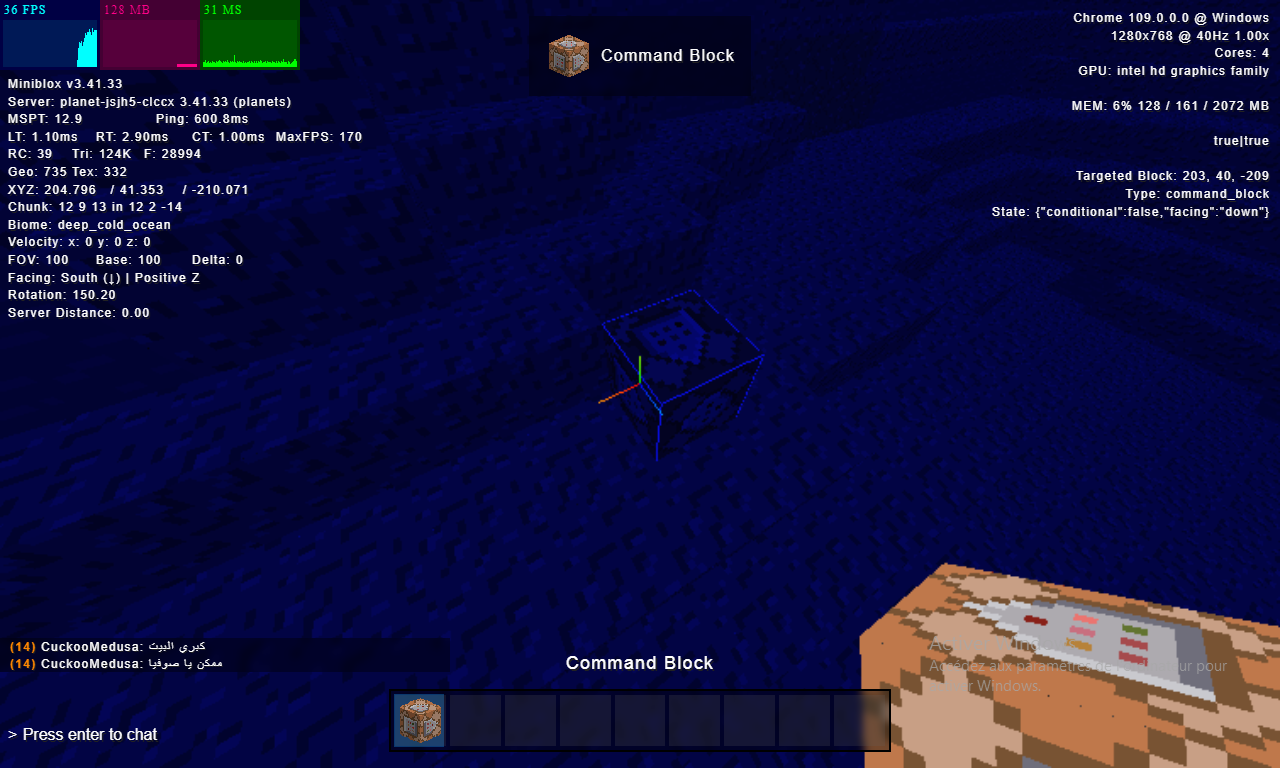 36 FPS
128 MB
31 MS
Miniblox v3.41.33
Server: planet-jsjh5-clccx 3.41.33 (planets)
MSPT: 12.9 Ping: 600.8ms
LT: 1.10ms RT: 2.90ms CT: 1.00ms MaxFPS: 170
RC: 39 Tri: 124K F: 28994
Geo: 735 Tex: 332
XYZ: 204.796 / 41.353 / -210.071
Chunk: 12 9 13 in 12 2 -14
Biome: deep_cold_ocean
Velocity: x: 0 y: 0 z: 0
FOV: 100 Base: 100 Delta: 0
Facing: South (↓) | Positive Z
Rotation: 150.20
Server Distance: 0.00
Command Block
Chrome 109.0.0.0 @ Windows
1280x768 @ 40Hz 1.00x
Cores: 4
GPU: intel hd graphics family
MEM: 6% 128 / 161 / 2072 MB
true|true
Targeted Block: 203, 40, -209
Type: command_block
State: {"conditional":false,"facing":"down"}
(14) CuckooMedusa: كبري البيت
(14) CuckooMedusa: ممكن يا صوفيا
Command Block
> Press enter to chat
Accédez aux paramètres pour
Windows.